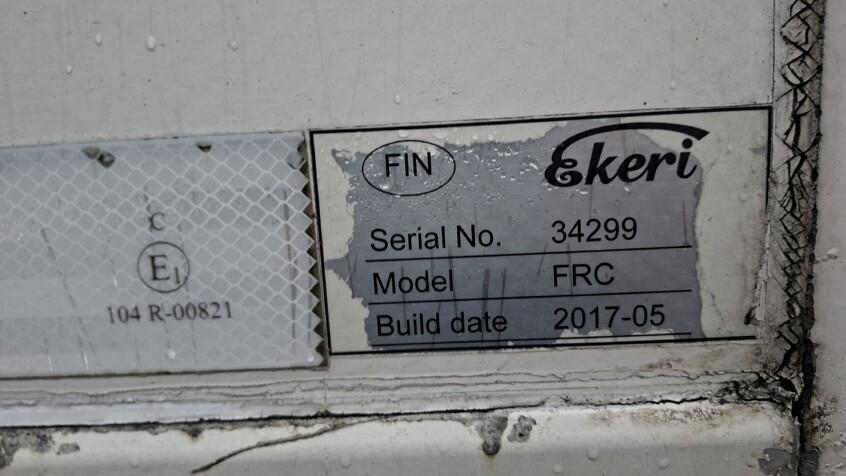 C
E1
104 R-00821
FIN
ekeri
Serial No. 34299
Model FRC
Build date 2017-05